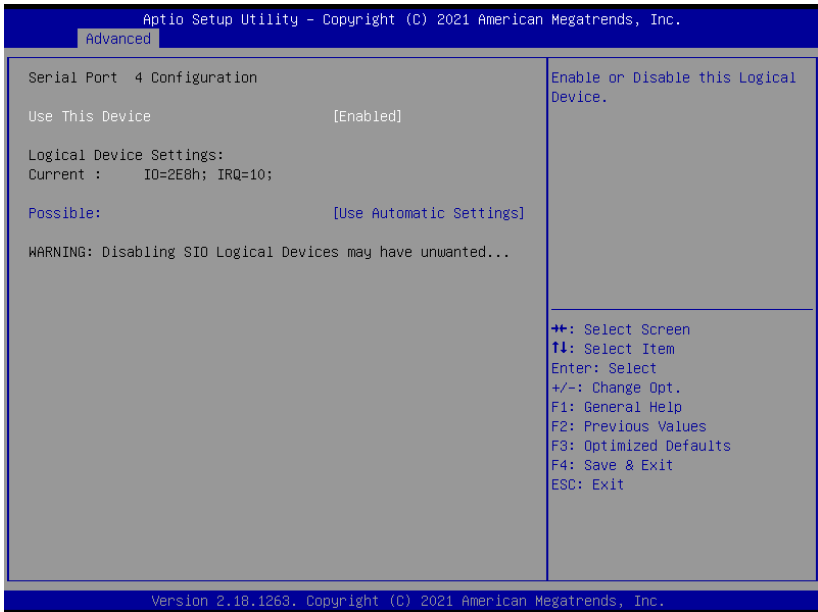 Aptio Setup Utility – Copyright (C) 2021 American Megatrends, Inc.
Advanced
Serial Port  4 Configuration
Use This Device [Enabled]
Logical Device Settings:
Current :  IO=2E8h; IRQ=10;
Possible: [Use Automatic Settings]
WARNING: Disabling SIO Logical Devices may have unwanted...
Enable or Disable this Logical
Device.
→←: Select Screen
↑↓: Select Item
Enter: Select
+/-: Change Opt.
F1: General Help
F2: Previous Values
F3: Optimized Defaults
F4: Save & Exit
ESC: Exit
Version 2.18.1263. Copyright (C) 2021 American Megatrends, Inc.